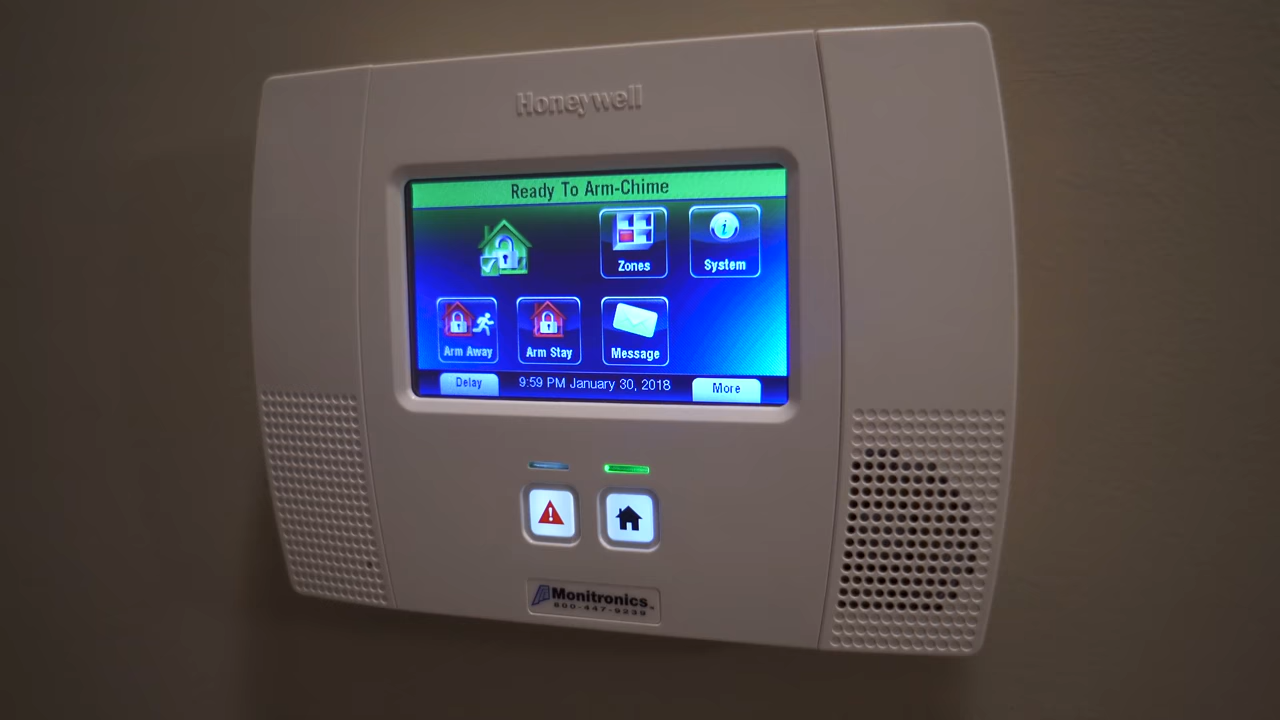 Honeywell
Ready To Arm-Chime
Zones
System
Arm Away
Arm Stay
Message
Delay
9:59 PM January 30, 2018
More
Monitronics
800-447-9239